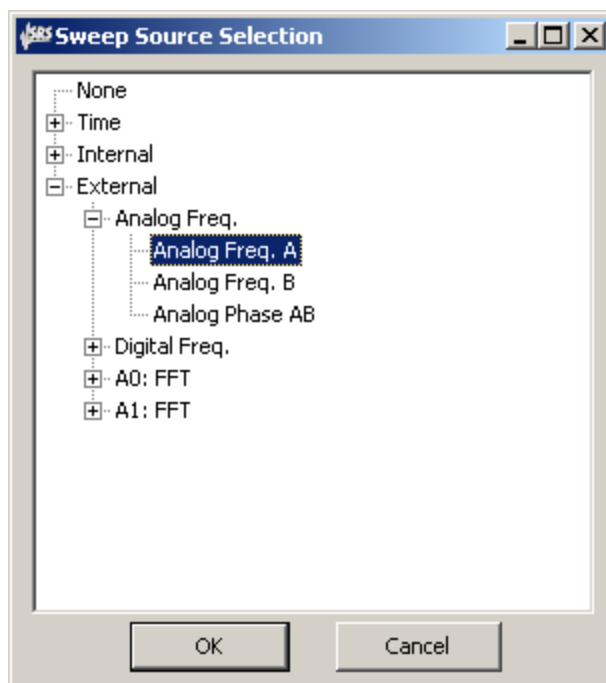 SRS Sweep Source Selection
None
Time
Internal
External
Analog Freq.
Analog Freq. A
Analog Freq. B
Analog Phase AB
Digital Freq.
A0: FFT
A1: FFT
OK Cancel